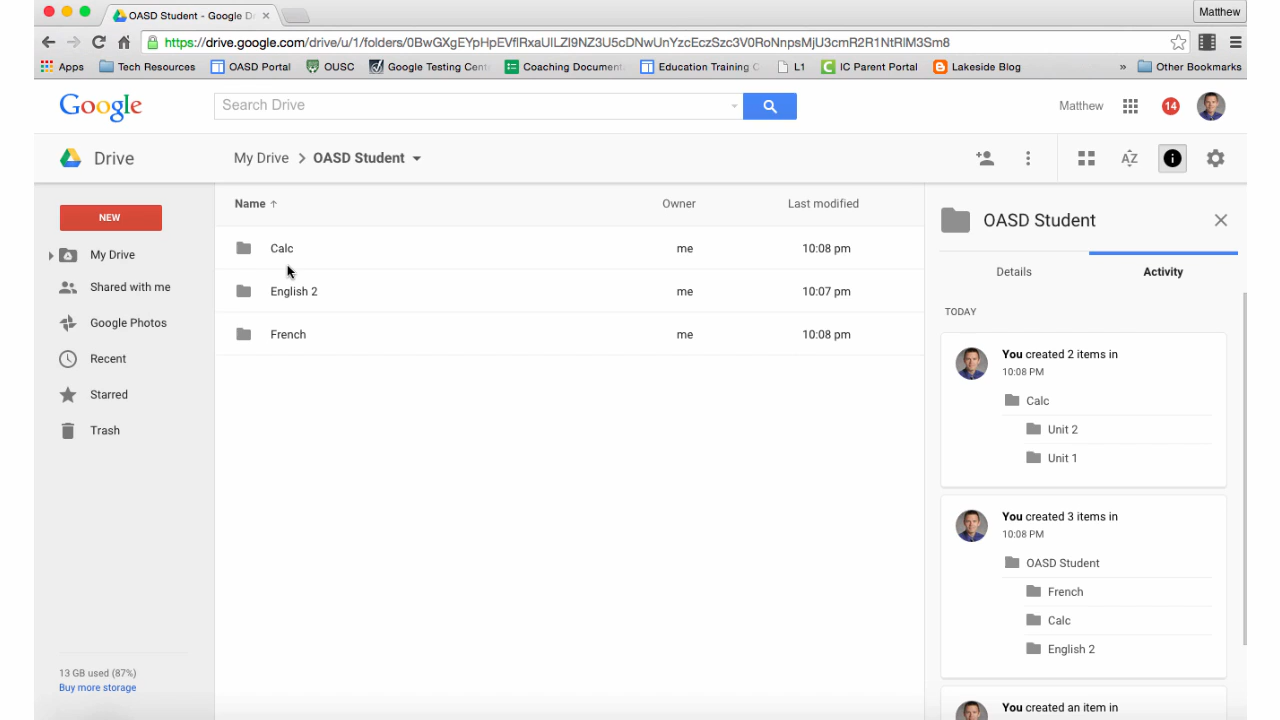 OASD Student - Google Dr
Matthew
https://drive.google.com/drive/u/1/folders/0BwGXgEYpHpEVflRxaUlLZl9NZ3U5cDNwUnYzcEczSzc3V0RoNnpsMjU3cmR2R1NtRlM3Sm8
Apps Tech Resources OASD Portal OUSC Google Testing Cent Coaching Document Education Training C L1 IC Parent Portal Lakeside Blog » Other Bookmarks
Google Search Drive Matthew 14
Drive My Drive > OASD Student AZ
NEW
My Drive
Shared with me
Google Photos
Recent
Starred
Trash
13 GB used (87%)
Buy more storage
Name Owner Last modified
Calc me 10:08 pm
English 2 me 10:07 pm
French me 10:08 pm
OASD Student
Details Activity
TODAY
You created 2 items in
10:08 PM
Calc
Unit 2
Unit 1
You created 3 items in
10:08 PM
OASD Student
French
Calc
English 2
You created an item in